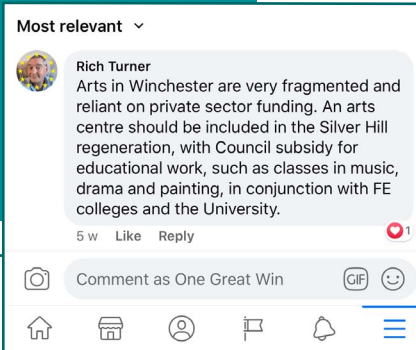 Most relevant
Rich Turner
Arts in Winchester are very fragmented and
reliant on private sector funding. An arts
centre should be included in the Silver Hill
regeneration, with Council subsidy for
educational work, such as classes in music,
drama and painting, in conjunction with FE
colleges and the University.
5 w Like Reply 1
Comment as One Great Win GIF